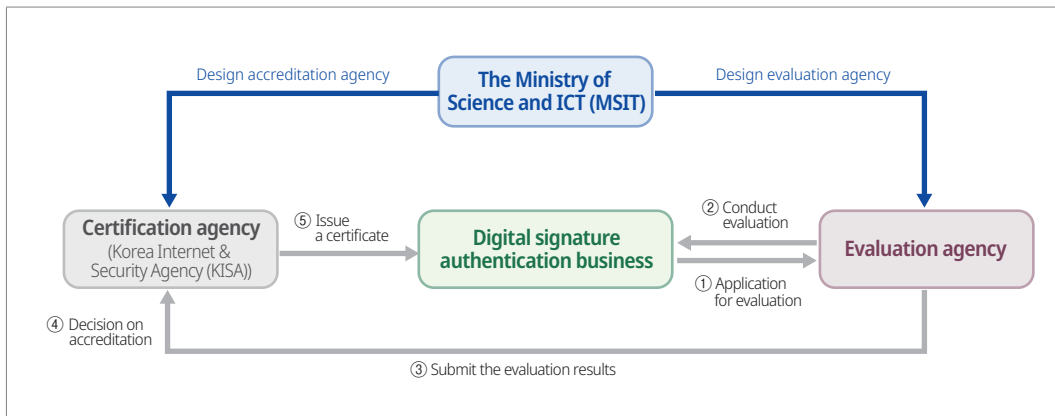 Design accreditation agency
The Ministry of
Science and ICT (MSIT)
Design evaluation agency
Certification agency
(Korea Internet &
Security Agency (KISA))
⑤ Issue
a certificate
Digital signature
authentication business
② Conduct
evaluation
① Application
for evaluation
Evaluation agency
④ Decision on
accreditation
③ Submit the evaluation results